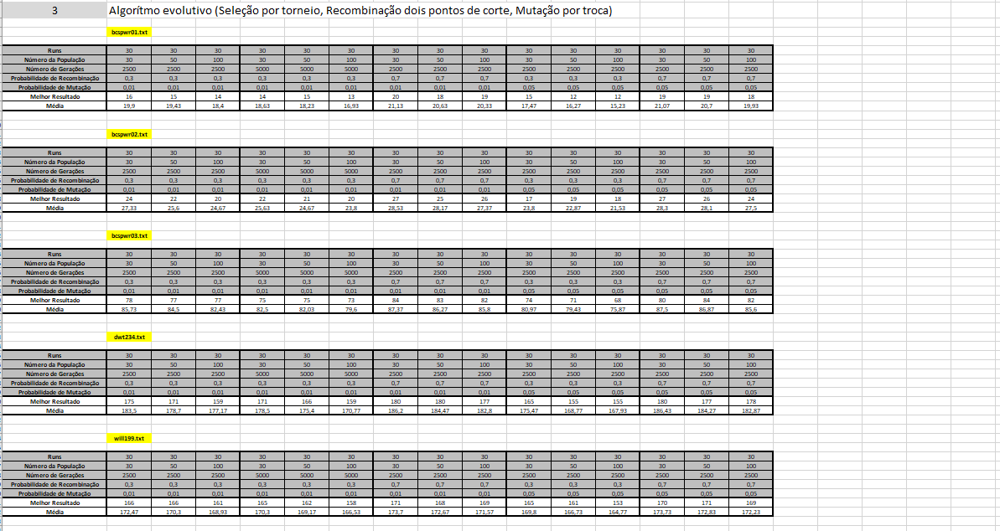 3 Algorítmo evolutivo (Seleção por torneio, Recombinação dois pontos de corte, Mutação por troca)
bcspwr01.txt
Runs 30 30 30 30 30 30 30 30 30 30 30 30 30 30 30
Número da População 30 50 100 30 50 100 30 50 100 30 50 100 30 50 100
Número de Gerações 2500 2500 2500 5000 5000 5000 2500 2500 2500 2500 2500 2500 2500 2500 2500
Probabilidade de Recombinação 0,3 0,3 0,3 0,3 0,3 0,3 0,7 0,7 0,7 0,3 0,3 0,3 0,7 0,7 0,7
Probabilidade de Mutação 0,01 0,01 0,01 0,01 0,01 0,01 0,01 0,01 0,01 0,05 0,05 0,05 0,05 0,05 0,05
Melhor Resultado 16 15 14 14 15 13 20 18 19 15 12 12 19 19 18
Média 19,9 19,43 18,4 18,63 18,23 16,93 21,13 20,63 20,33 17,47 16,27 15,23 21,07 20,7 19,93
bcspwr02.txt
Runs 30 30 30 30 30 30 30 30 30 30 30 30 30 30 30
Número da População 30 50 100 30 50 100 30 50 100 30 50 100 30 50 100
Número de Gerações 2500 2500 2500 5000 5000 5000 2500 2500 2500 2500 2500 2500 2500 2500 2500
Probabilidade de Recombinação 0,3 0,3 0,3 0,3 0,3 0,3 0,7 0,7 0,7 0,3 0,3 0,3 0,7 0,7 0,7
Probabilidade de Mutação 0,01 0,01 0,01 0,01 0,01 0,01 0,01 0,01 0,01 0,05 0,05 0,05 0,05 0,05 0,05
Melhor Resultado 24 22 20 22 21 20 27 25 26 17 19 18 27 26 24
Média 27,33 25,6 24,67 25,63 24,67 23,8 28,53 28,17 27,37 23,8 22,87 21,53 28,3 28,1 27,5
bcspwr03.txt
Runs 30 30 30 30 30 30 30 30 30 30 30 30 30 30 30
Número da População 30 50 100 30 50 100 30 50 100 30 50 100 30 50 100
Número de Gerações 2500 2500 2500 5000 5000 5000 2500 2500 2500 2500 2500 2500 2500 2500 2500
Probabilidade de Recombinação 0,3 0,3 0,3 0,3 0,3 0,3 0,7 0,7 0,7 0,3 0,3 0,3 0,7 0,7 0,7
Probabilidade de Mutação 0,01 0,01 0,01 0,01 0,01 0,01 0,01 0,01 0,01 0,05 0,05 0,05 0,05 0,05 0,05
Melhor Resultado 78 77 77 75 75 73 84 83 82 74 71 68 80 84 82
Média 85,73 84,5 82,43 82,5 82,03 79,6 87,37 86,27 85,8 80,97 79,43 75,87 87,5 86,87 85,6
dwt234.txt
Runs 30 30 30 30 30 30 30 30 30 30 30 30 30 30 30
Número da População 30 50 100 30 50 100 30 50 100 30 50 100 30 50 100
Número de Gerações 2500 2500 2500 5000 5000 5000 2500 2500 2500 2500 2500 2500 2500 2500 2500
Probabilidade de Recombinação 0,3 0,3 0,3 0,3 0,3 0,3 0,7 0,7 0,7 0,3 0,3 0,3 0,7 0,7 0,7
Probabilidade de Mutação 0,01 0,01 0,01 0,01 0,01 0,01 0,01 0,01 0,01 0,05 0,05 0,05 0,05 0,05 0,05
Melhor Resultado 175 171 159 171 166 159 180 180 177 165 155 155 180 177 178
Média 183,5 178,7 177,17 178,5 175,4 170,77 186,2 184,47 182,8 175,47 168,77 167,93 186,43 184,27 182,87
will199.txt
Runs 30 30 30 30 30 30 30 30 30 30 30 30 30 30 30
Número da População 30 50 100 30 50 100 30 50 100 30 50 100 30 50 100
Número de Gerações 2500 2500 2500 5000 5000 5000 2500 2500 2500 2500 2500 2500 2500 2500 2500
Probabilidade de Recombinação 0,3 0,3 0,3 0,3 0,3 0,3 0,7 0,7 0,7 0,3 0,3 0,3 0,7 0,7 0,7
Probabilidade de Mutação 0,01 0,01 0,01 0,01 0,01 0,01 0,01 0,01 0,01 0,05 0,05 0,05 0,05 0,05 0,05
Melhor Resultado 166 166 161 165 162 158 171 168 169 165 161 153 170 171 169
Média 172,47 170,3 168,93 170,3 169,17 166,53 173,7 172,67 171,57 169,8 166,73 164,77 173,73 172,83 172,23